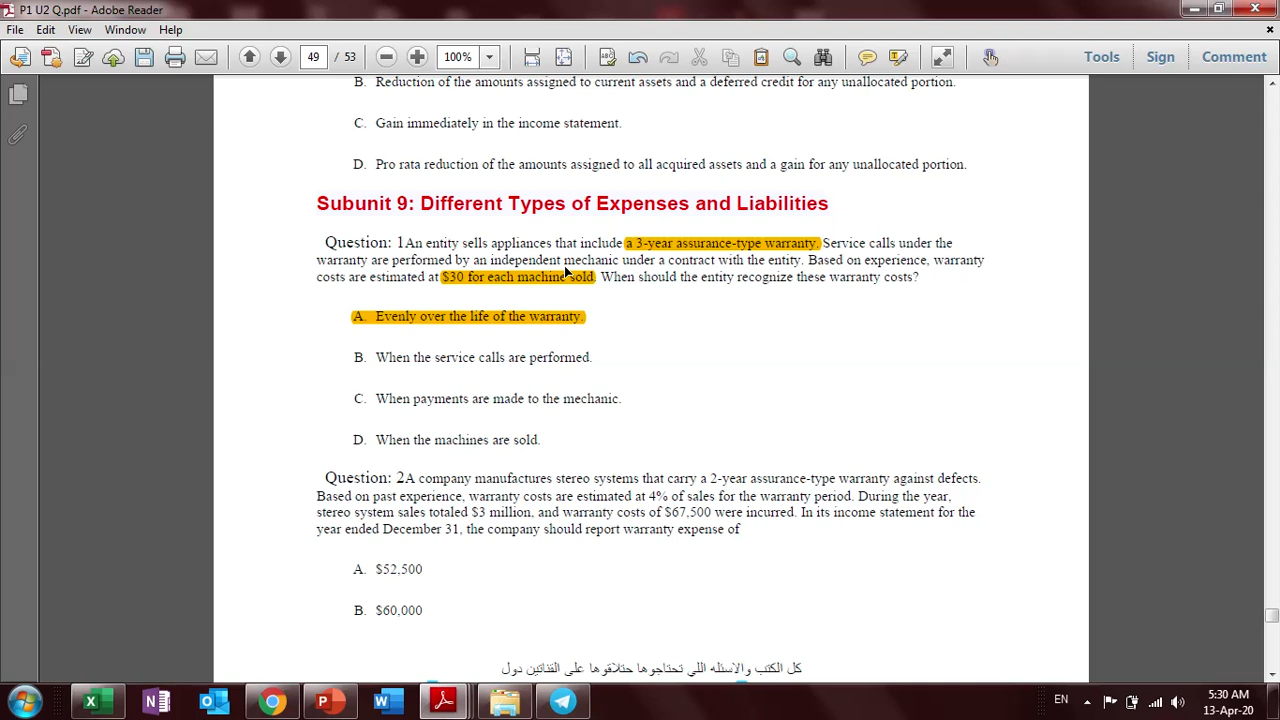 P1 U2 Q.pdf - Adobe Reader
File Edit View Window Help
49 / 53 100% Tools Sign Comment
B. Reduction of the amounts assigned to current assets and a deferred credit for any unallocated portion.
C. Gain immediately in the income statement.
D. Pro rata reduction of the amounts assigned to all acquired assets and a gain for any unallocated portion.
Subunit 9: Different Types of Expenses and Liabilities
Question: 1An entity sells appliances that include a 3-year assurance-type warranty. Service calls under the
warranty are performed by an independent mechanic under a contract with the entity. Based on experience, warranty
costs are estimated at $30 for each machine sold. When should the entity recognize these warranty costs?
A. Evenly over the life of the warranty.
B. When the service calls are performed.
C. When payments are made to the mechanic.
D. When the machines are sold.
Question: 2A company manufactures stereo systems that carry a 2-year assurance-type warranty against defects.
Based on past experience, warranty costs are estimated at 4% of sales for the warranty period. During the year,
stereo system sales totaled $3 million, and warranty costs of $67,500 were incurred. In its income statement for the
year ended December 31, the company should report warranty expense of
A. $52,500
B. $60,000
كل الكتب والاسئله اللي تحتاجوها حتلاقوها على القناتين دول
EN 5:30 AM
13-Apr-20